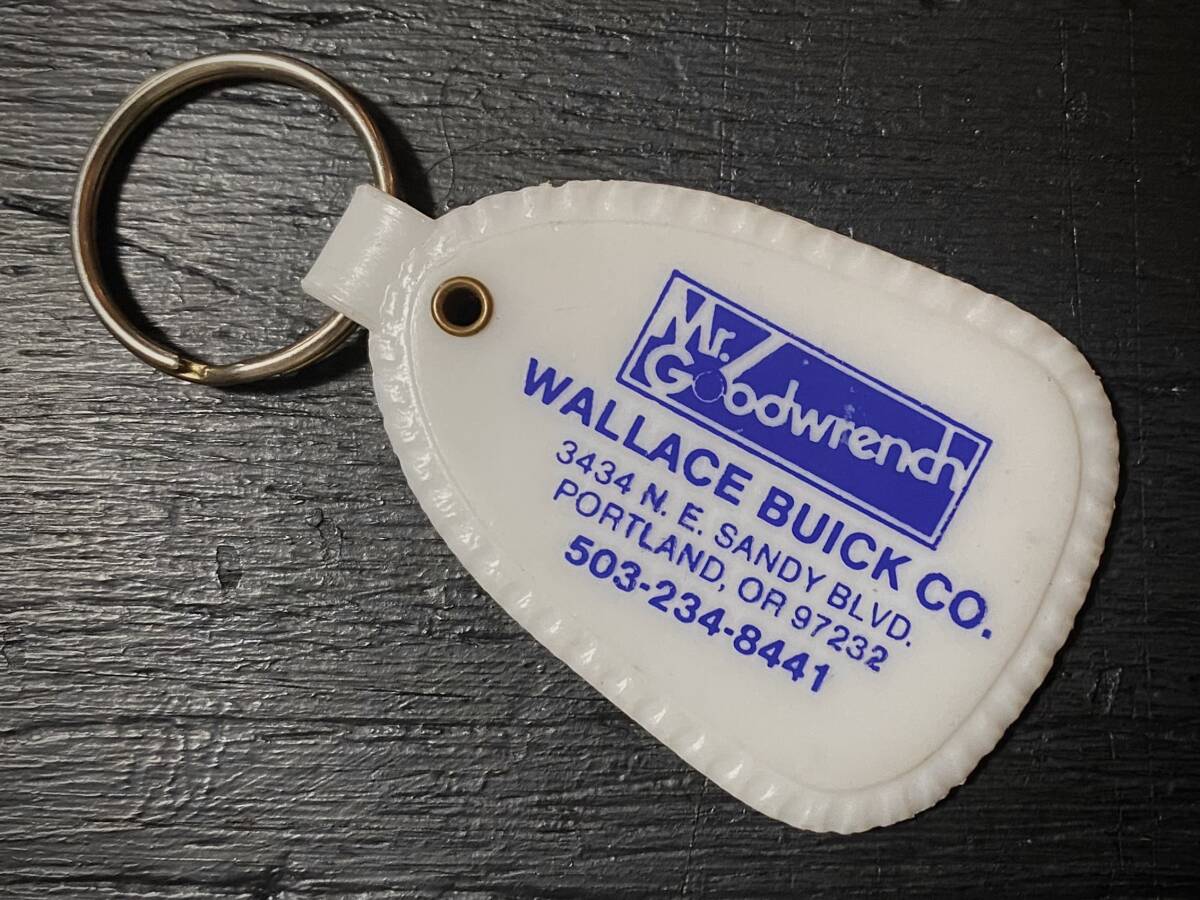 Mr.
Goodwrench
WALLACE BUICK CO.
3434 N. E. SANDY BLVD.
PORTLAND, OR 97232
503-234-8441